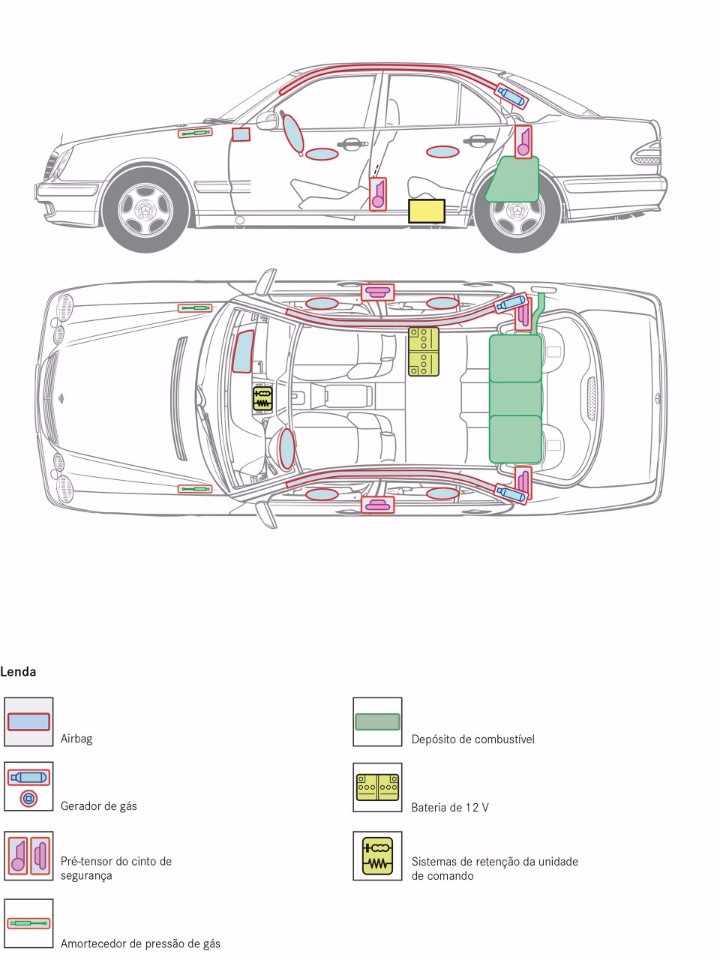 Lenda
Airbag
Depósito de combustível
Gerador de gás
Bateria de 12 V
Pré-tensor do cinto de
segurança
Sistemas de retenção da unidade
de comando
Amortecedor de pressão de gás